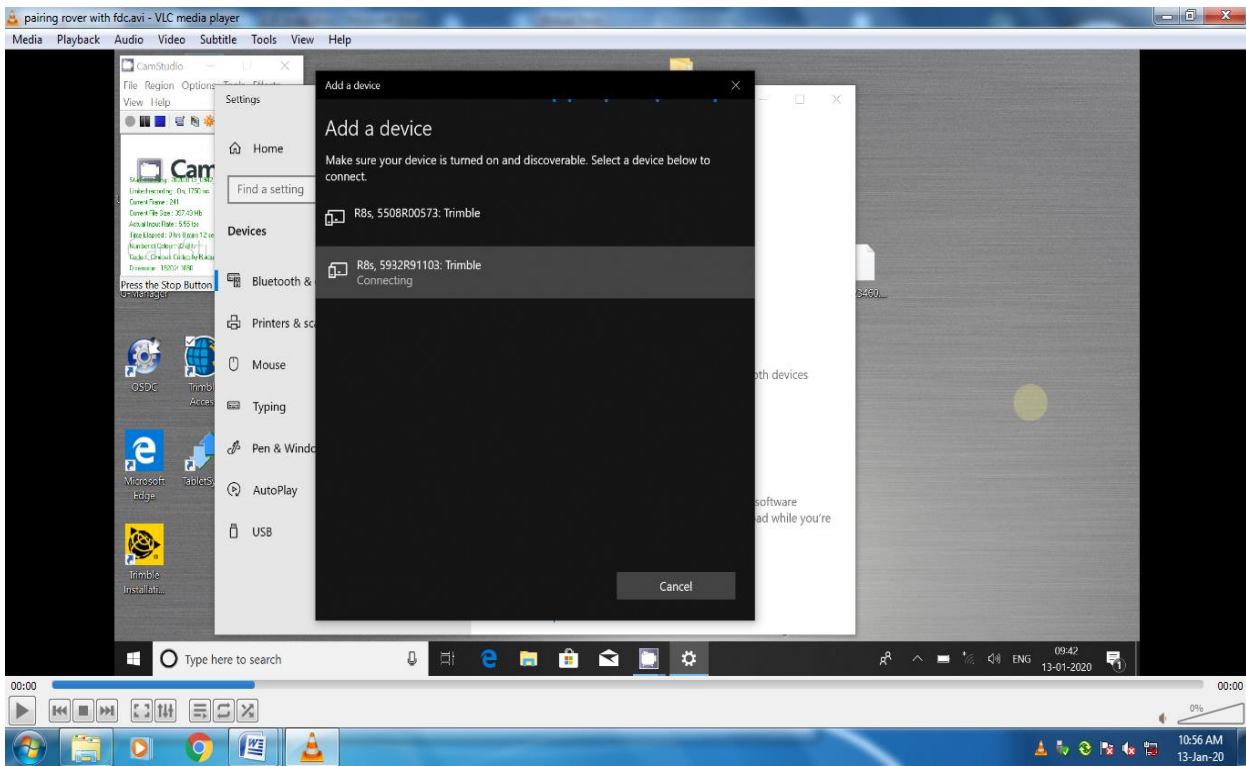 pairing rover with fdc.avi - VLC media player
Media Playback Audio Video Subtitle Tools View Help
CamStudio
File Region Options
View Help
Cam
Press the Stop Button
Settings
Home
Find a setting
Devices
Bluetooth &
Printers & sca
Mouse
Typing
Pen & Windo
AutoPlay
USB
Add a device
Add a device
Make sure your device is turned on and discoverable. Select a device below to
connect.
R8s, 5508R00573: Trimble
R8s, 5932R91103: Trimble
Connecting
Cancel
oth devices
software
ad while you're
OSDC
Trimbl
Acces
Microsoft
Edge
TabletSy
Trimble
Installati...
Type here to search
ENG
09:42
13-01-2020
00:00
00:00
0%
10:56 AM
13-Jan-20